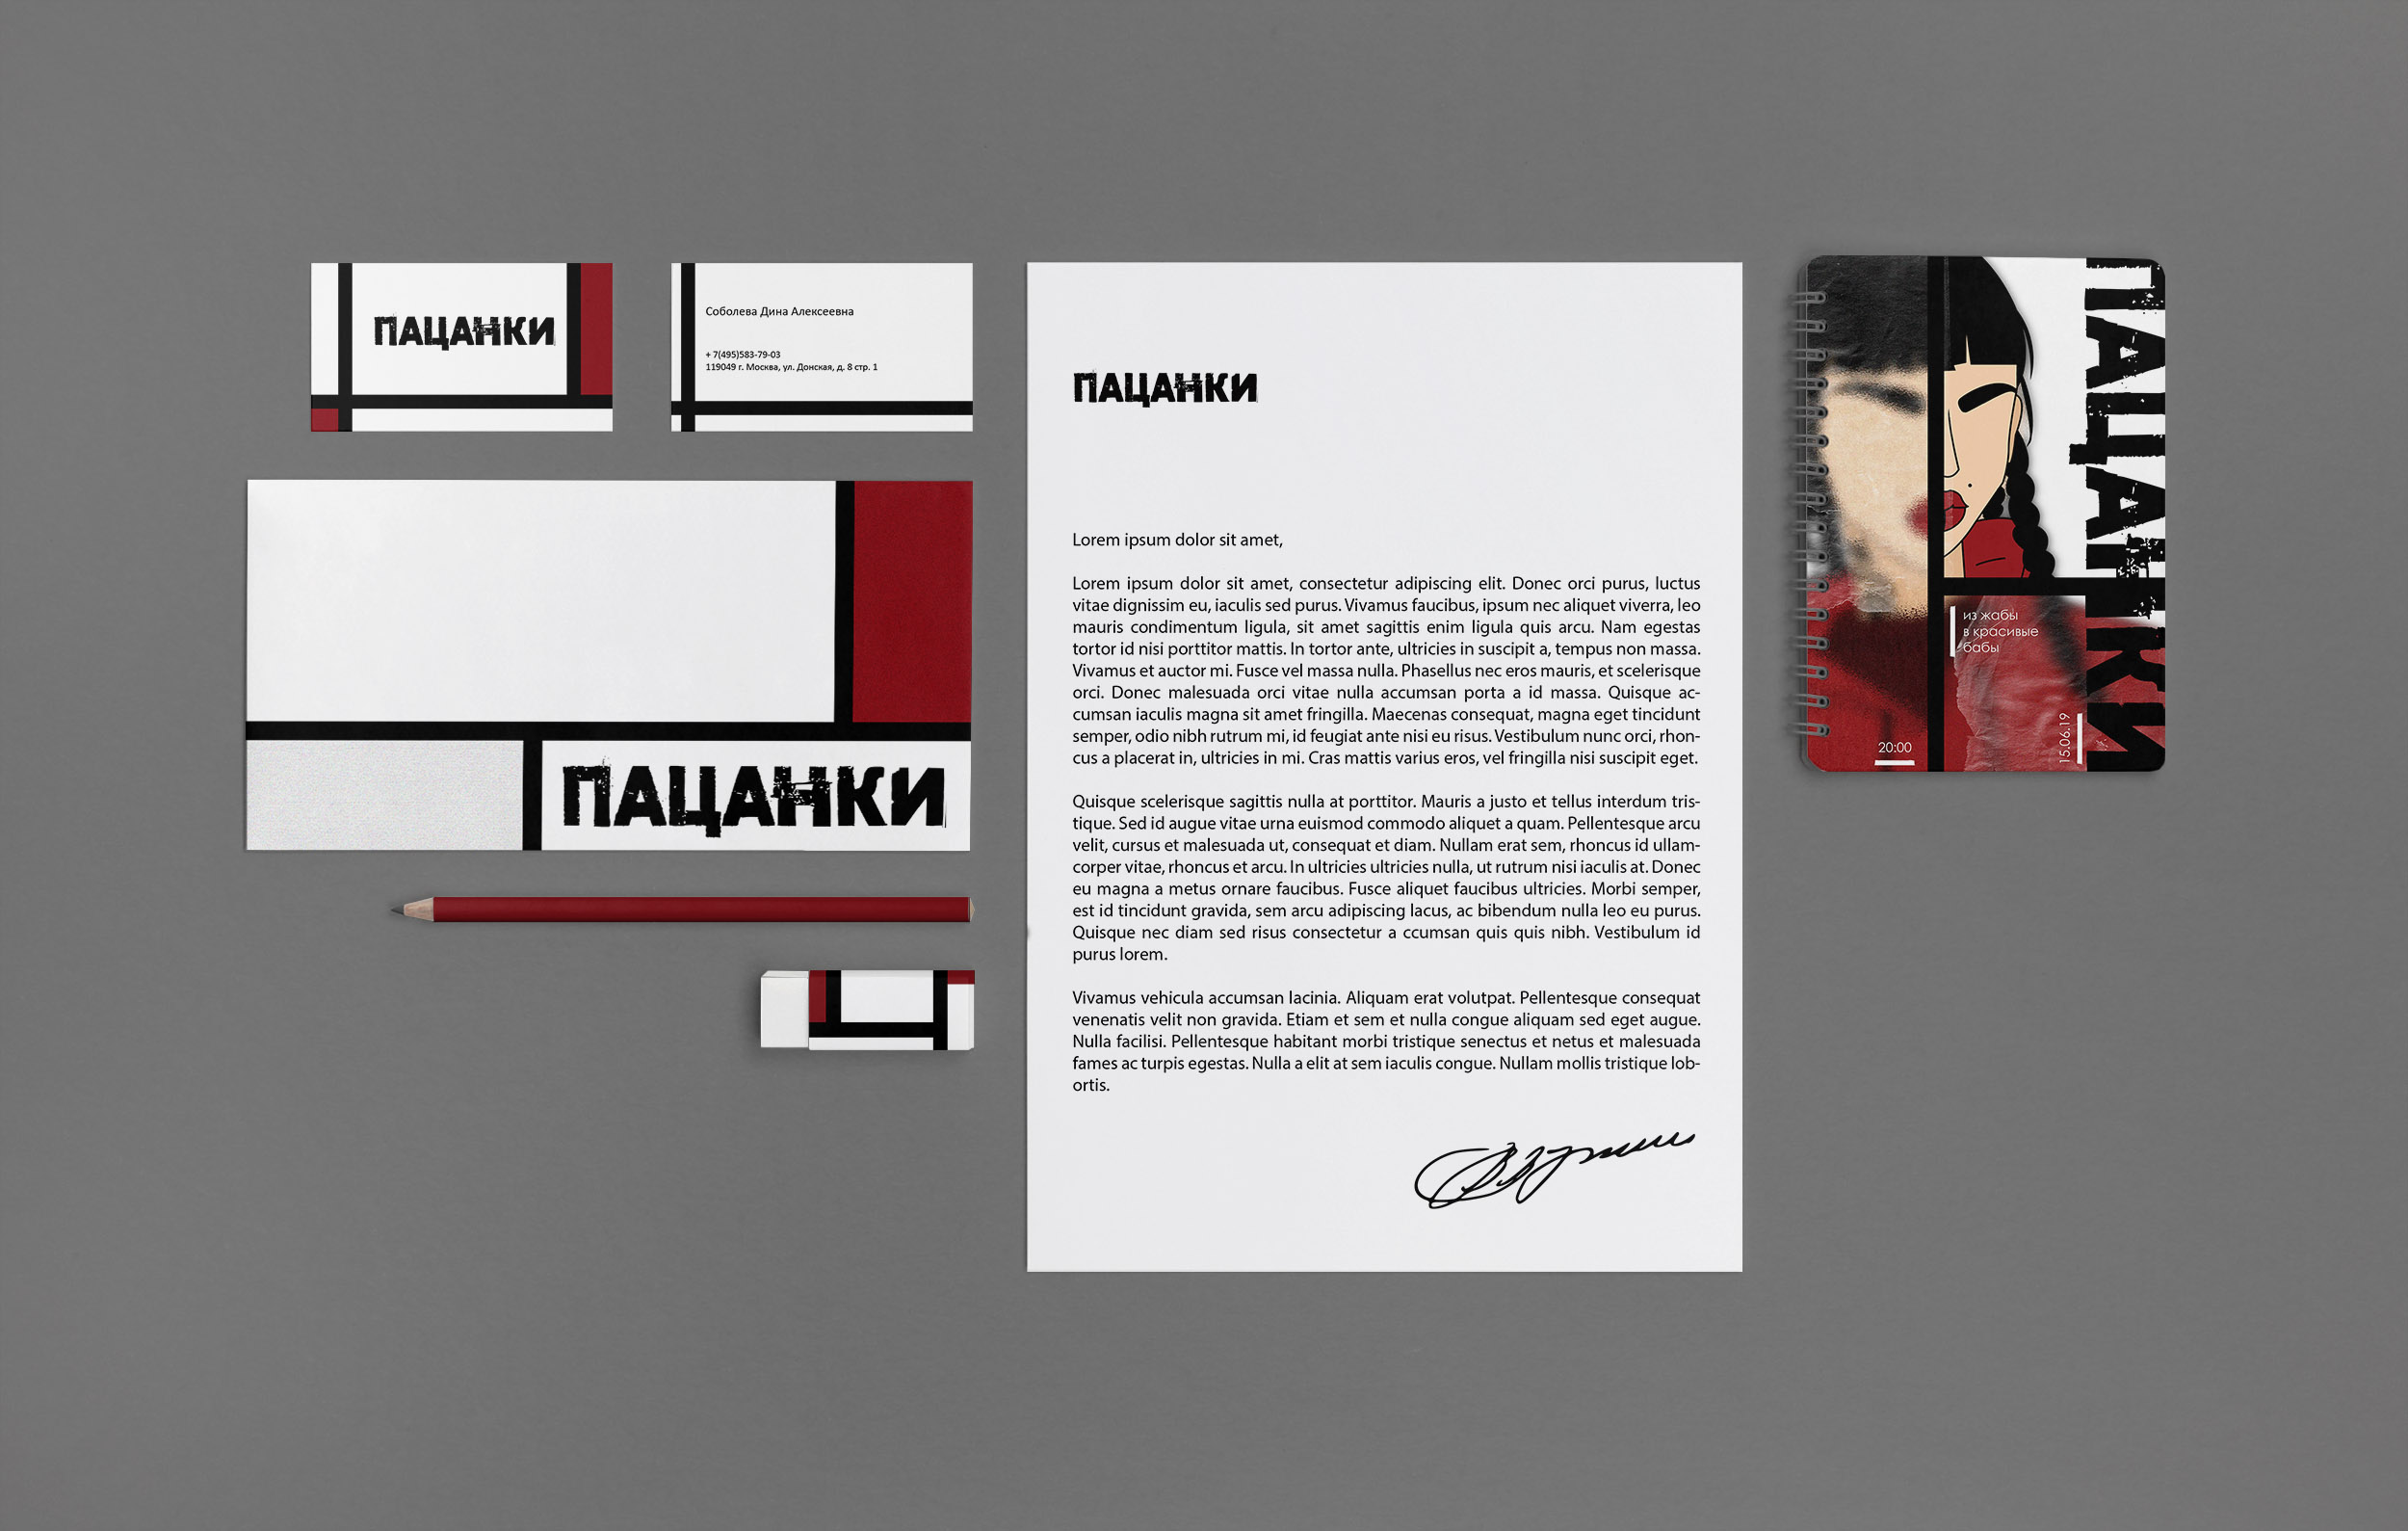 ПАЦАНКИ
Соболева Дина Алексеевна
+ 7(495)583-79-03
119049 г. Москва, ул. Донская, д. 8 стр. 1
ПАЦАНКИ
ПАЦАНКИ
Lorem ipsum dolor sit amet,
Lorem ipsum dolor sit amet, consectetur adipiscing elit. Donec orci purus, luctus
vitae dignissim eu, iaculis sed purus. Vivamus faucibus, ipsum nec aliquet viverra, leo
mauris condimentum ligula, sit amet sagittis enim ligula quis arcu. Nam egestas
tortor id nisi porttitor mattis. In tortor ante, ultricies in suscipit a, tempus non massa.
Vivamus et auctor mi. Fusce vel massa nulla. Phasellus nec eros mauris, et scelerisque
orci. Donec malesuada orci vitae nulla accumsan porta a id massa. Quisque ac-
cumsan iaculis magna sit amet fringilla. Maecenas consequat, magna eget tincidunt
semper, odio nibh rutrum mi, id feugiat ante nisi eu risus. Vestibulum nunc orci, rhon-
cus a placerat in, ultricies in mi. Cras mattis varius eros, vel fringilla nisi suscipit eget.
Quisque scelerisque sagittis nulla at porttitor. Mauris a justo et tellus interdum tris-
tique. Sed id augue vitae urna euismod commodo aliquet a quam. Pellentesque arcu
velit, cursus et malesuada ut, consequat et diam. Nullam erat sem, rhoncus id ullam-
corper vitae, rhoncus et arcu. In ultricies ultricies nulla, ut rutrum nisi iaculis at. Donec
eu magna a metus ornare faucibus. Fusce aliquet faucibus ultricies. Morbi semper,
est id tincidunt gravida, sem arcu adipiscing lacus, ac bibendum nulla leo eu purus.
Quisque nec diam sed risus consectetur a ccumsan quis quis nibh. Vestibulum id
purus lorem.
Vivamus vehicula accumsan lacinia. Aliquam erat volutpat. Pellentesque consequat
venenatis velit non gravida. Etiam et sem et nulla congue aliquam sed eget augue.
Nulla facilisi. Pellentesque habitant morbi tristique senectus et netus et malesuada
fames ac turpis egestas. Nulla a elit at sem iaculis congue. Nullam mollis tristique lob-
ortis.
ПАЦАНКИ
из жабы
в красивые
бабы
20:00
15.06.19